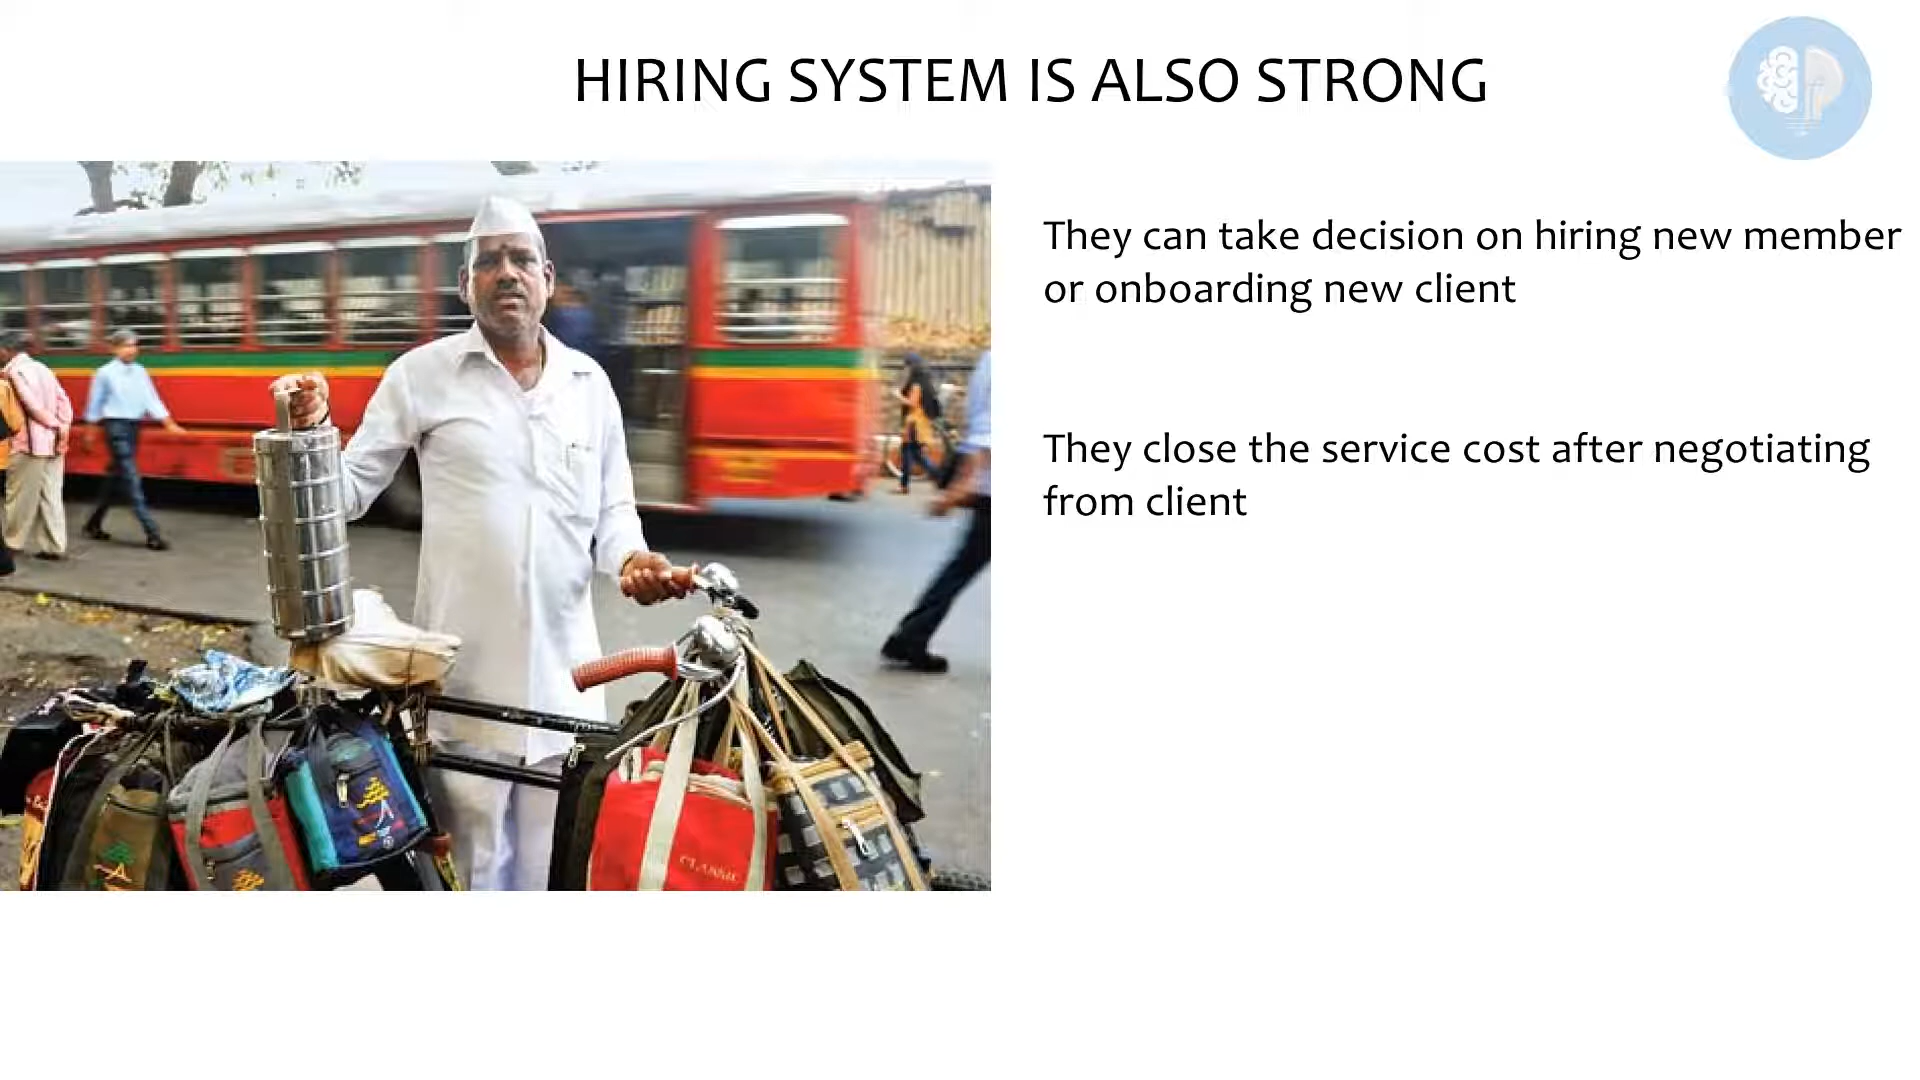 HIRING SYSTEM IS ALSO STRONG
They can take decision on hiring new member
or onboarding new client
They close the service cost after negotiating
from client
CLASSIC